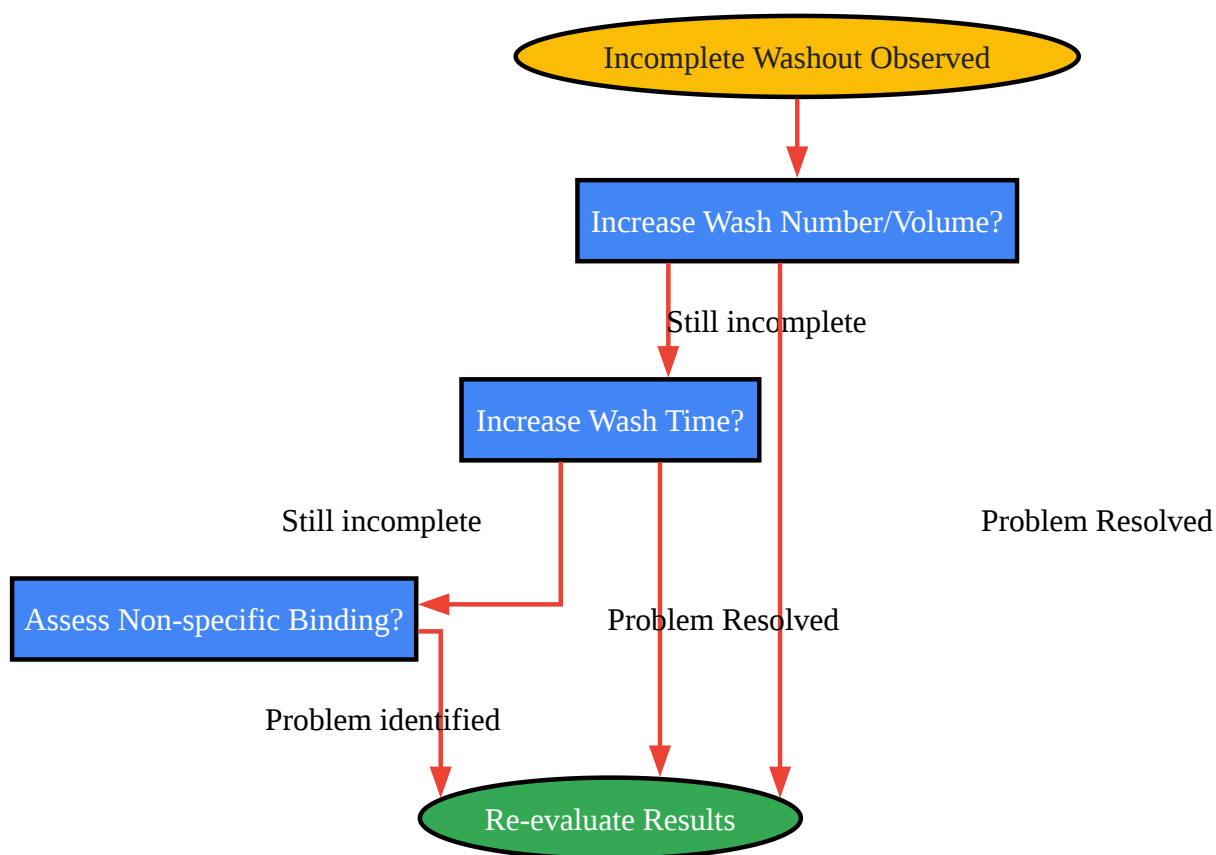 Incomplete Washout Observed
Increase Wash Number/Volume?
Still incomplete
Increase Wash Time?
Still incomplete
Problem Resolved
Assess Non-specific Binding?
Problem Resolved
Problem identified
Re-evaluate Results